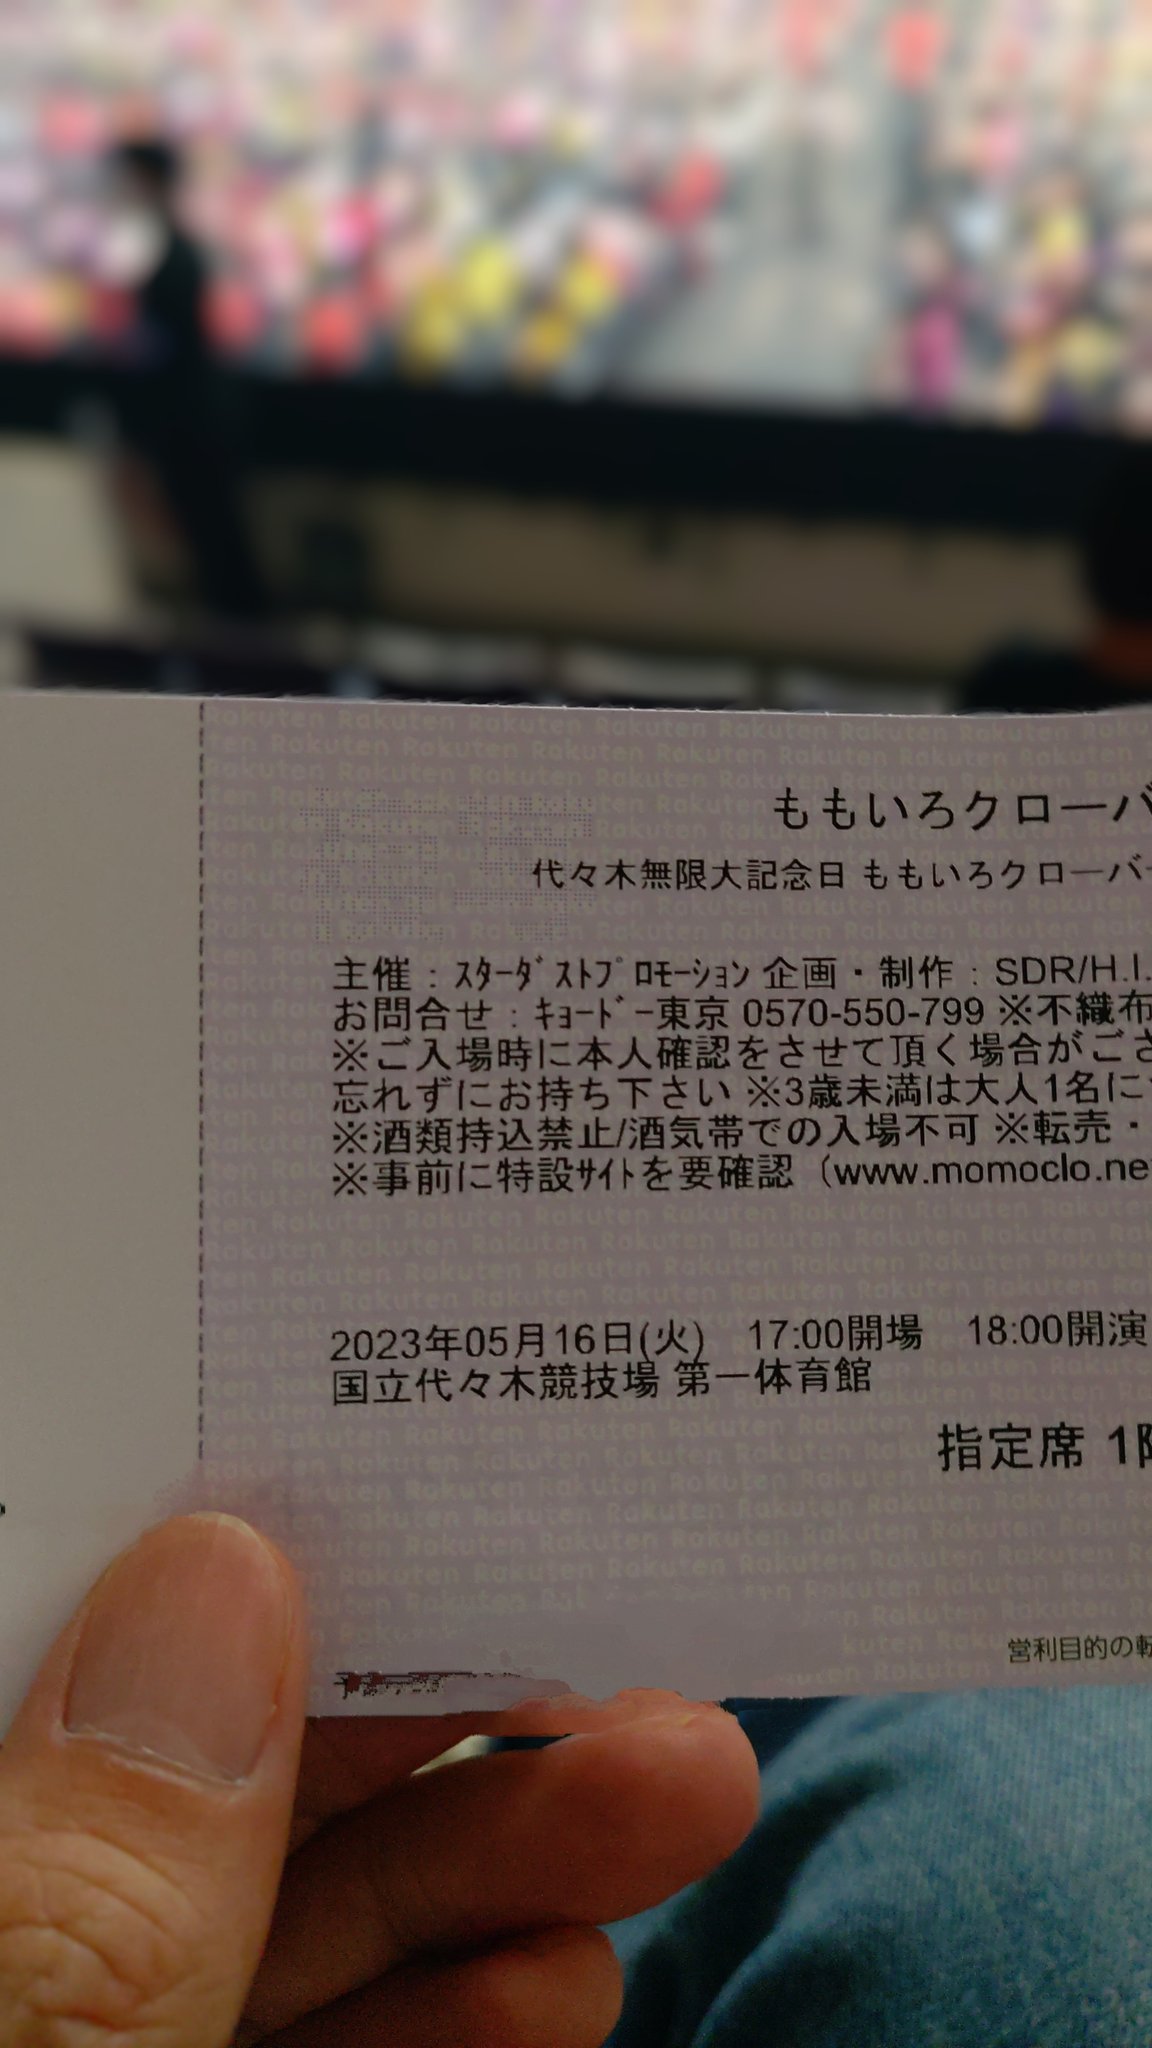 ももいろクローバ
代々木無限大記念日 ももいろクローバー
主催：ｽﾀｰﾀﾞｽﾄﾌﾟﾛﾓｰｼｮﾝ 企画・制作：SDR/H.I.
お問合せ：ｷｮｰﾄﾞｰ東京 0570-550-799 ※不織布
※ご入場時に本人確認をさせて頂く場合がござ
忘れずにお持ち下さい ※3歳未満は大人1名に
※酒類持込禁止/酒気帯での入場不可 ※転売・
※事前に特設ｻｲﾄを要確認（www.momoclo.net
2023年05月16日(火) 17:00開場 18:00開演
国立代々木競技場 第一体育館
指定席 1階
営利目的の転